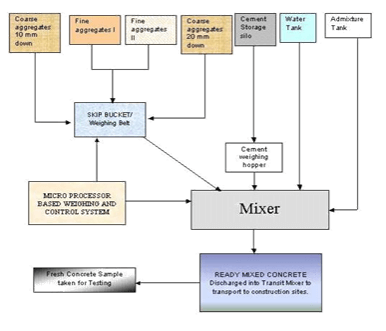 Coarse
aggregates
10 mm
down
Fine
aggregates I
Fine
aggregates
II
Coarse
aggregates
20 mm
down
Cement
Storage
silo
Water
Tank
Admixture
Tank
SKIP BUCKET/
Weighing Belt
Cement
weighing
hopper
MICRO PROCESSOR
BASED WEIGHING AND
CONTROL SYSTEM
Mixer
READY MIXED CONCRETE
Discharged into Transit Mixer to
transport to construction sites.
Fresh Concrete Sample
taken for Testing